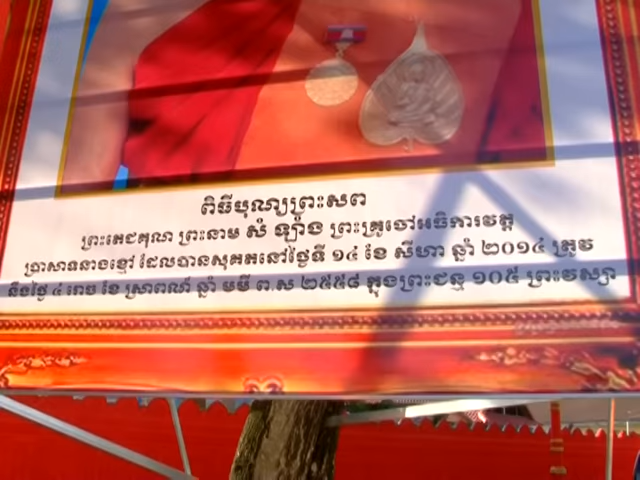 ពិធីបុណ្យព្រះសព
ព្រះតេជគុណ ព្រះនាម សំ ឡាំង ព្រះគ្រូចៅអធិការវត្ត
ប្រាសាទនាងខ្មៅ ដែលបានសុគតនៅថ្ងៃទី ១៤ ខែ សីហា ឆ្នាំ ២០១៤ ត្រូវ
នឹងថ្ងៃ ៤ រោច ខែ ស្រាពណ៍ ឆ្នាំ មមី ព.ស ២៥៥៨ ក្នុងព្រះជន្ម ១០៥ ព្រះវស្សា